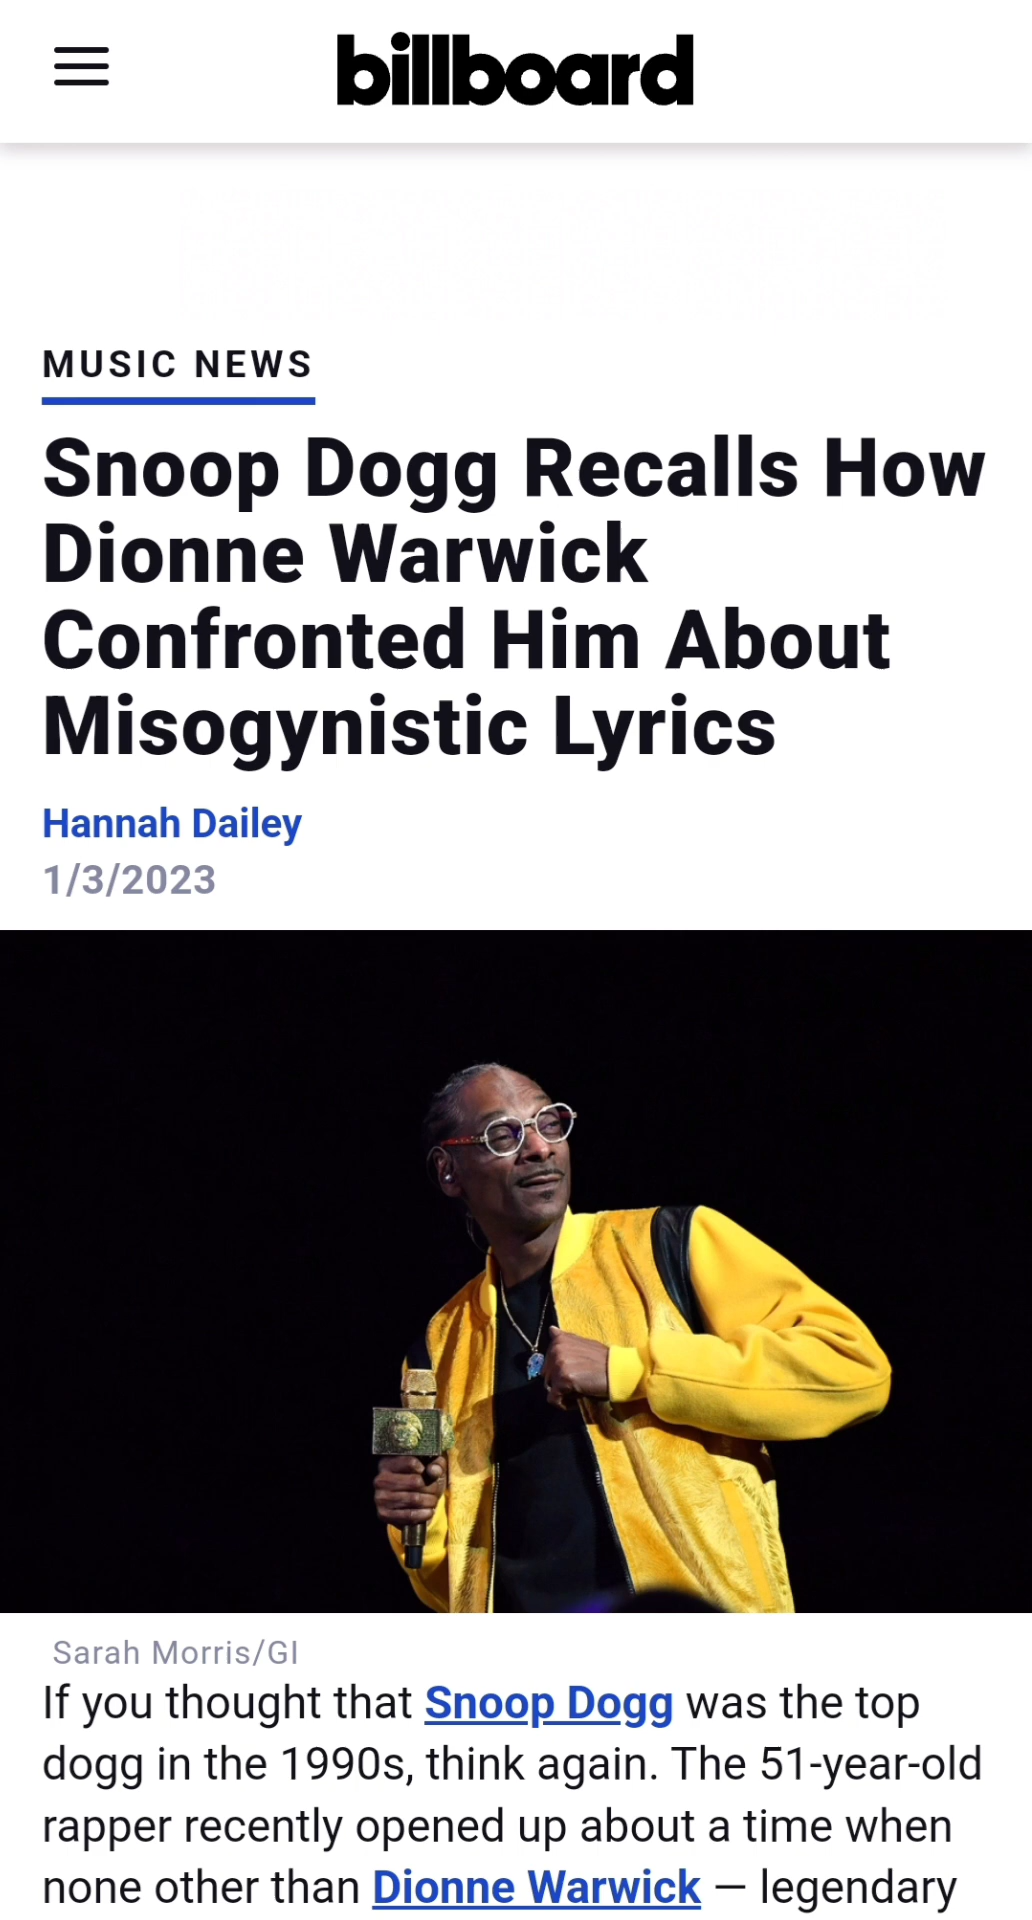 billboard
MUSIC NEWS
Snoop Dogg Recalls How
Dionne Warwick
Confronted Him About
Misogynistic Lyrics
Hannah Dailey
1/3/2023
Sarah Morris/GI
If you thought that Snoop Dogg was the top
dogg in the 1990s, think again. The 51-year-old
rapper recently opened up about a time when
none other than Dionne Warwick — legendary